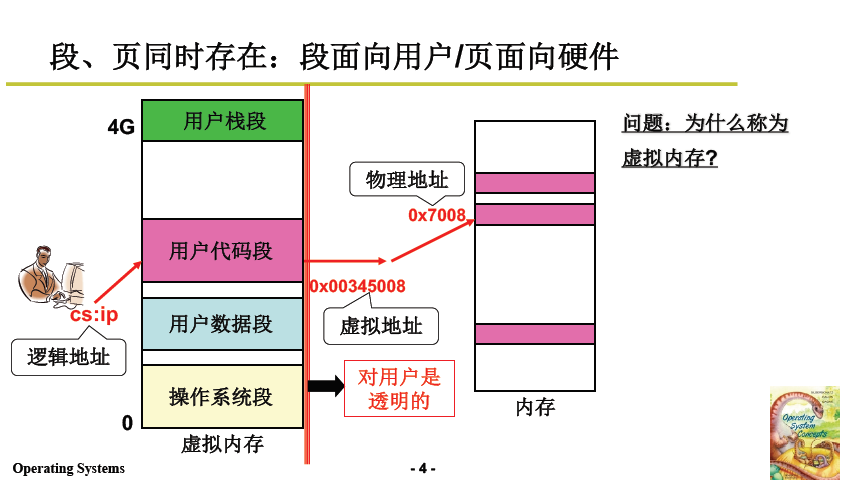 段、页同时存在：段面向用户/页面向硬件
4G
用户栈段
用户代码段
用户数据段
操作系统段
0
虚拟内存
cs:ip
逻辑地址
物理地址
0x7008
0x00345008
虚拟地址
对用户是
透明的
内存
问题：为什么称为
虚拟内存?
Operating
System
Concepts
Operating Systems
- 4 -